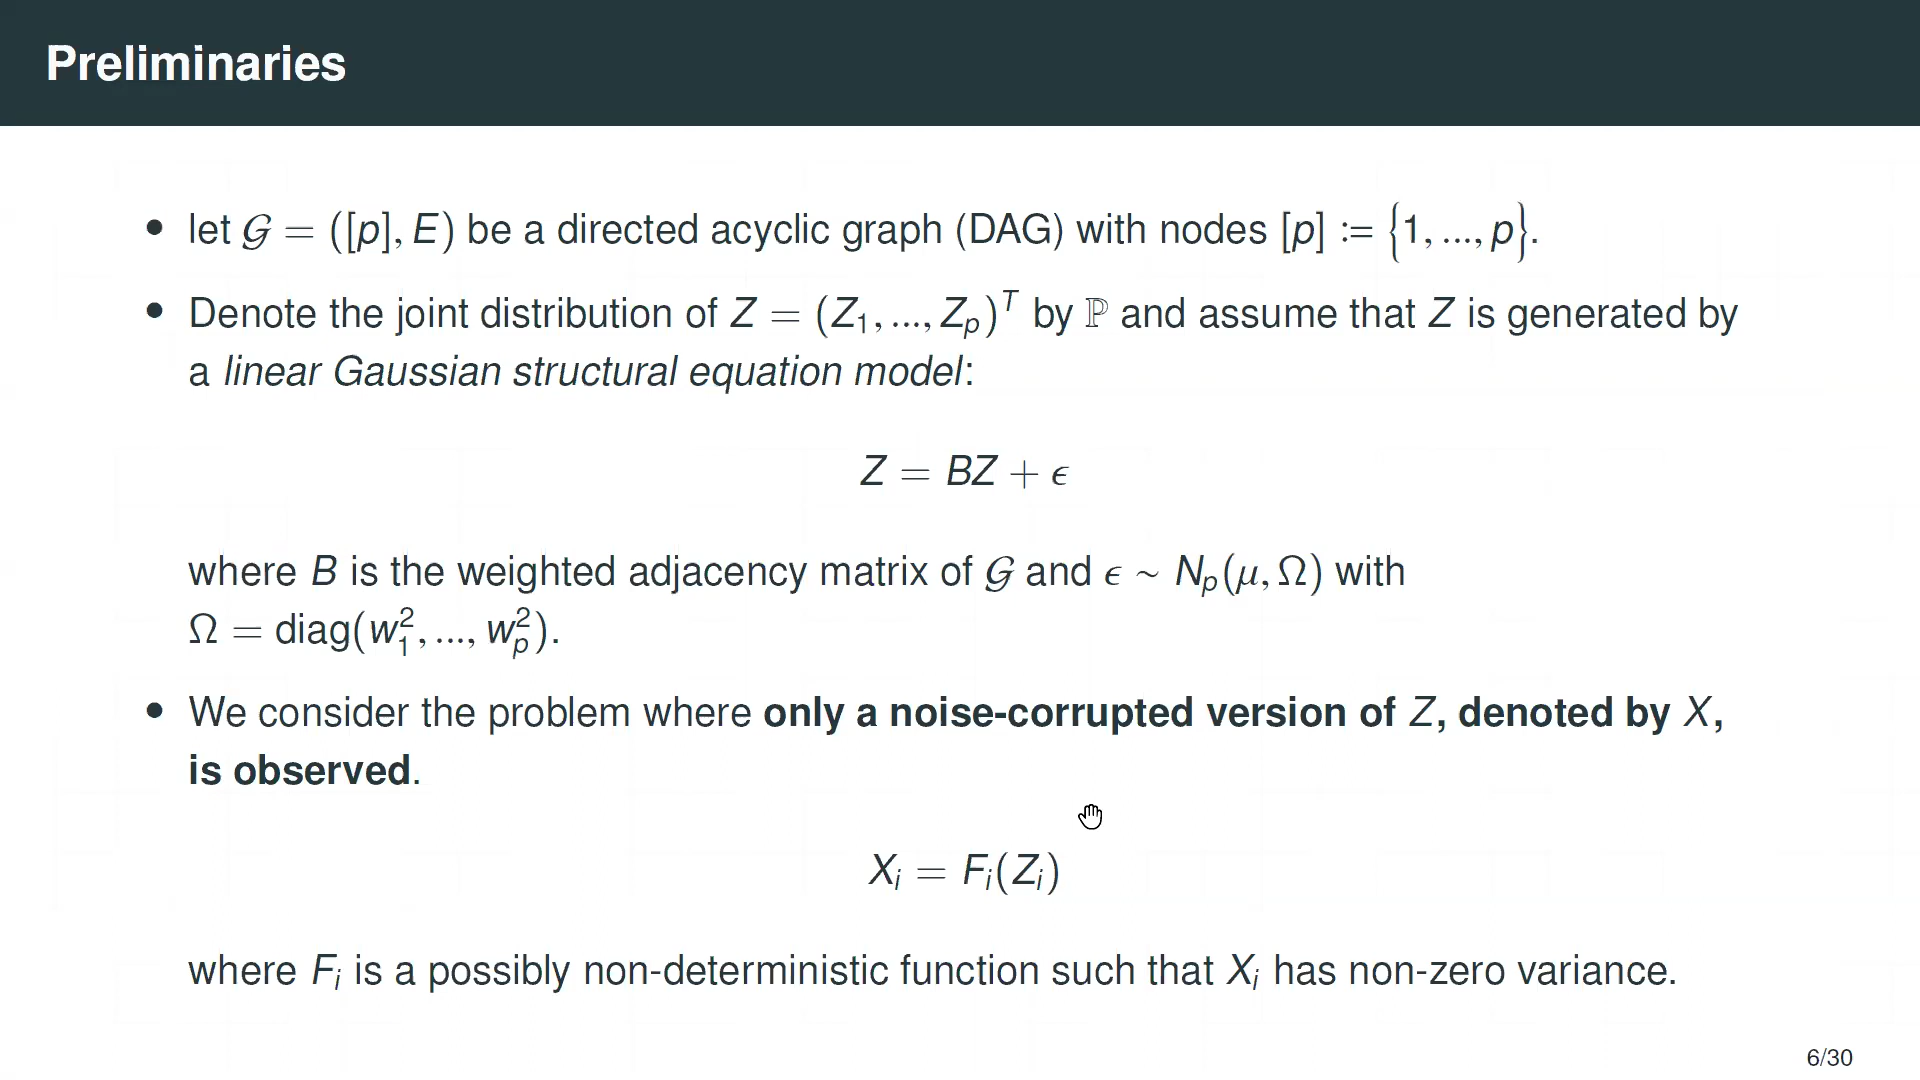 Preliminaries
• let 𝒢 = ([p], E) be a directed acyclic graph (DAG) with nodes [p] := {1, ..., p}.
• Denote the joint distribution of Z = (Z₁, ..., Zₚ)ᵀ by ℙ and assume that Z is generated by
a linear Gaussian structural equation model:
Z = BZ + ϵ
where B is the weighted adjacency matrix of 𝒢 and ϵ ~ Nₚ(μ, Ω) with
Ω = diag(w₁², ..., wₚ²).
• We consider the problem where only a noise-corrupted version of Z, denoted by X,
is observed.
Xᵢ = Fᵢ(Zᵢ)
where Fᵢ is a possibly non-deterministic function such that Xᵢ has non-zero variance.
6/30